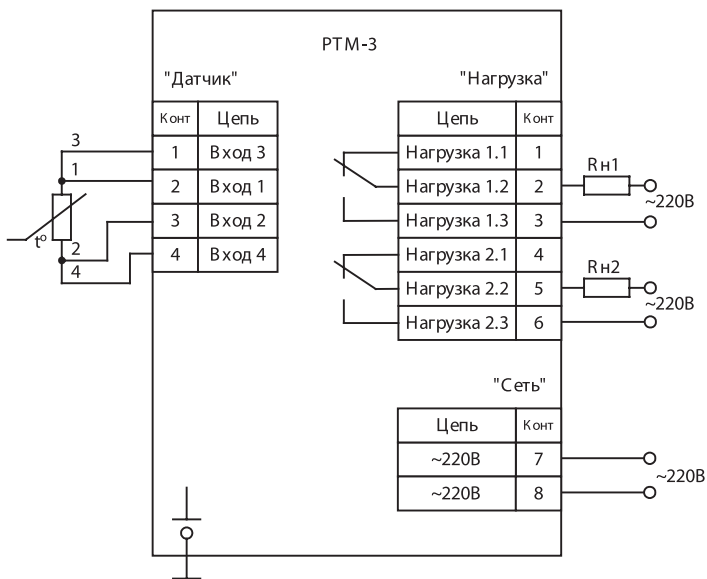 РТМ-3
"Датчик"
"Нагрузка"
Конт Цепь
1 Вход 3
2 Вход 1
3 Вход 2
4 Вход 4
3
1
t°
2
4
Цепь Конт
Нагрузка 1.1 1
Нагрузка 1.2 2
Нагрузка 1.3 3
Нагрузка 2.1 4
Нагрузка 2.2 5
Нагрузка 2.3 6
Rн1
~220В
Rн2
~220В
"Сеть"
Цепь Конт
~220В 7
~220В 8
~220В